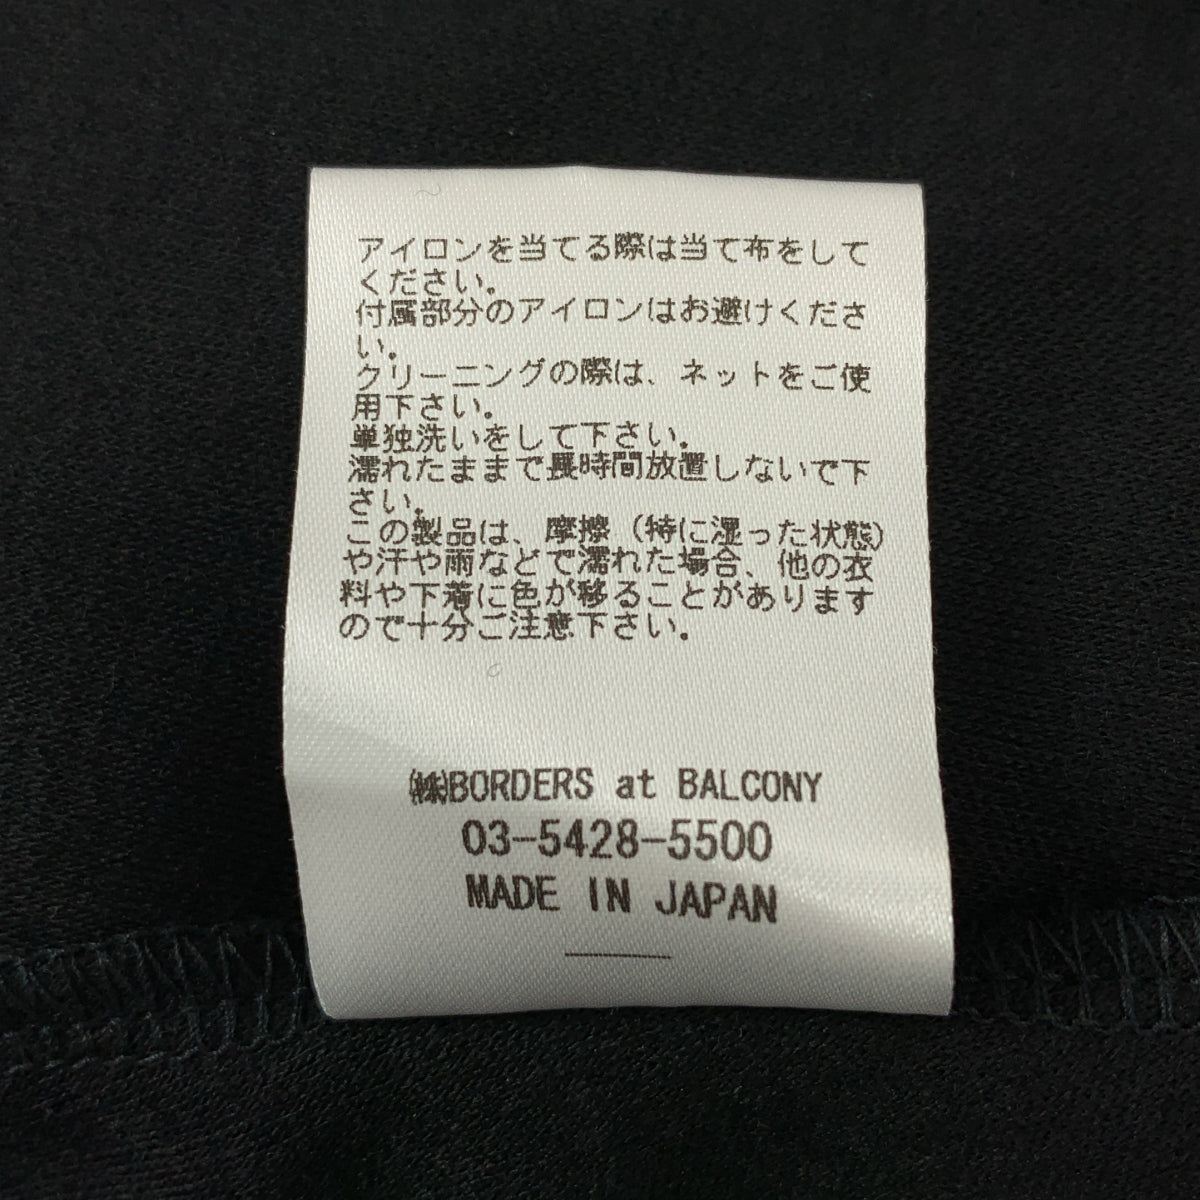 アイロンを当てる際は当て布をして
ください。
付属部分のアイロンはお避けくださ
い。
クリーニングの際は、ネットをご使
用下さい。
単独洗いをして下さい。
濡れたままで長時間放置しないで下
さい。
この製品は、摩擦(特に湿った状態)
や汗や雨などで濡れた場合、他の衣
料や下着に色が移ることがあります
ので十分ご注意下さい。
㈱BORDERS at BALCONY
03-5428-5500
MADE IN JAPAN